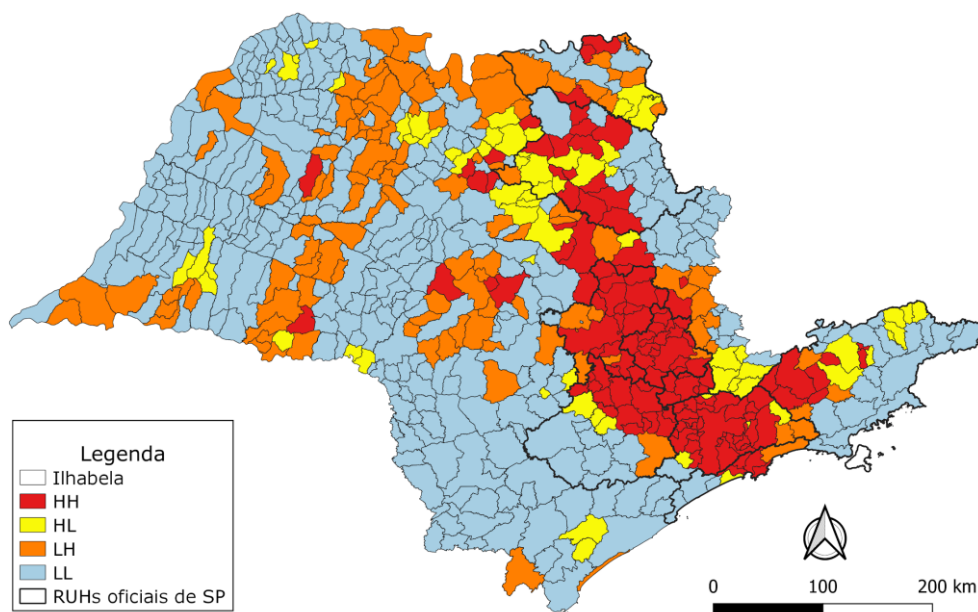 Legenda
Ilhabela
HH
HL
LH
LL
RUHs oficiais de SP
0 100 200 km